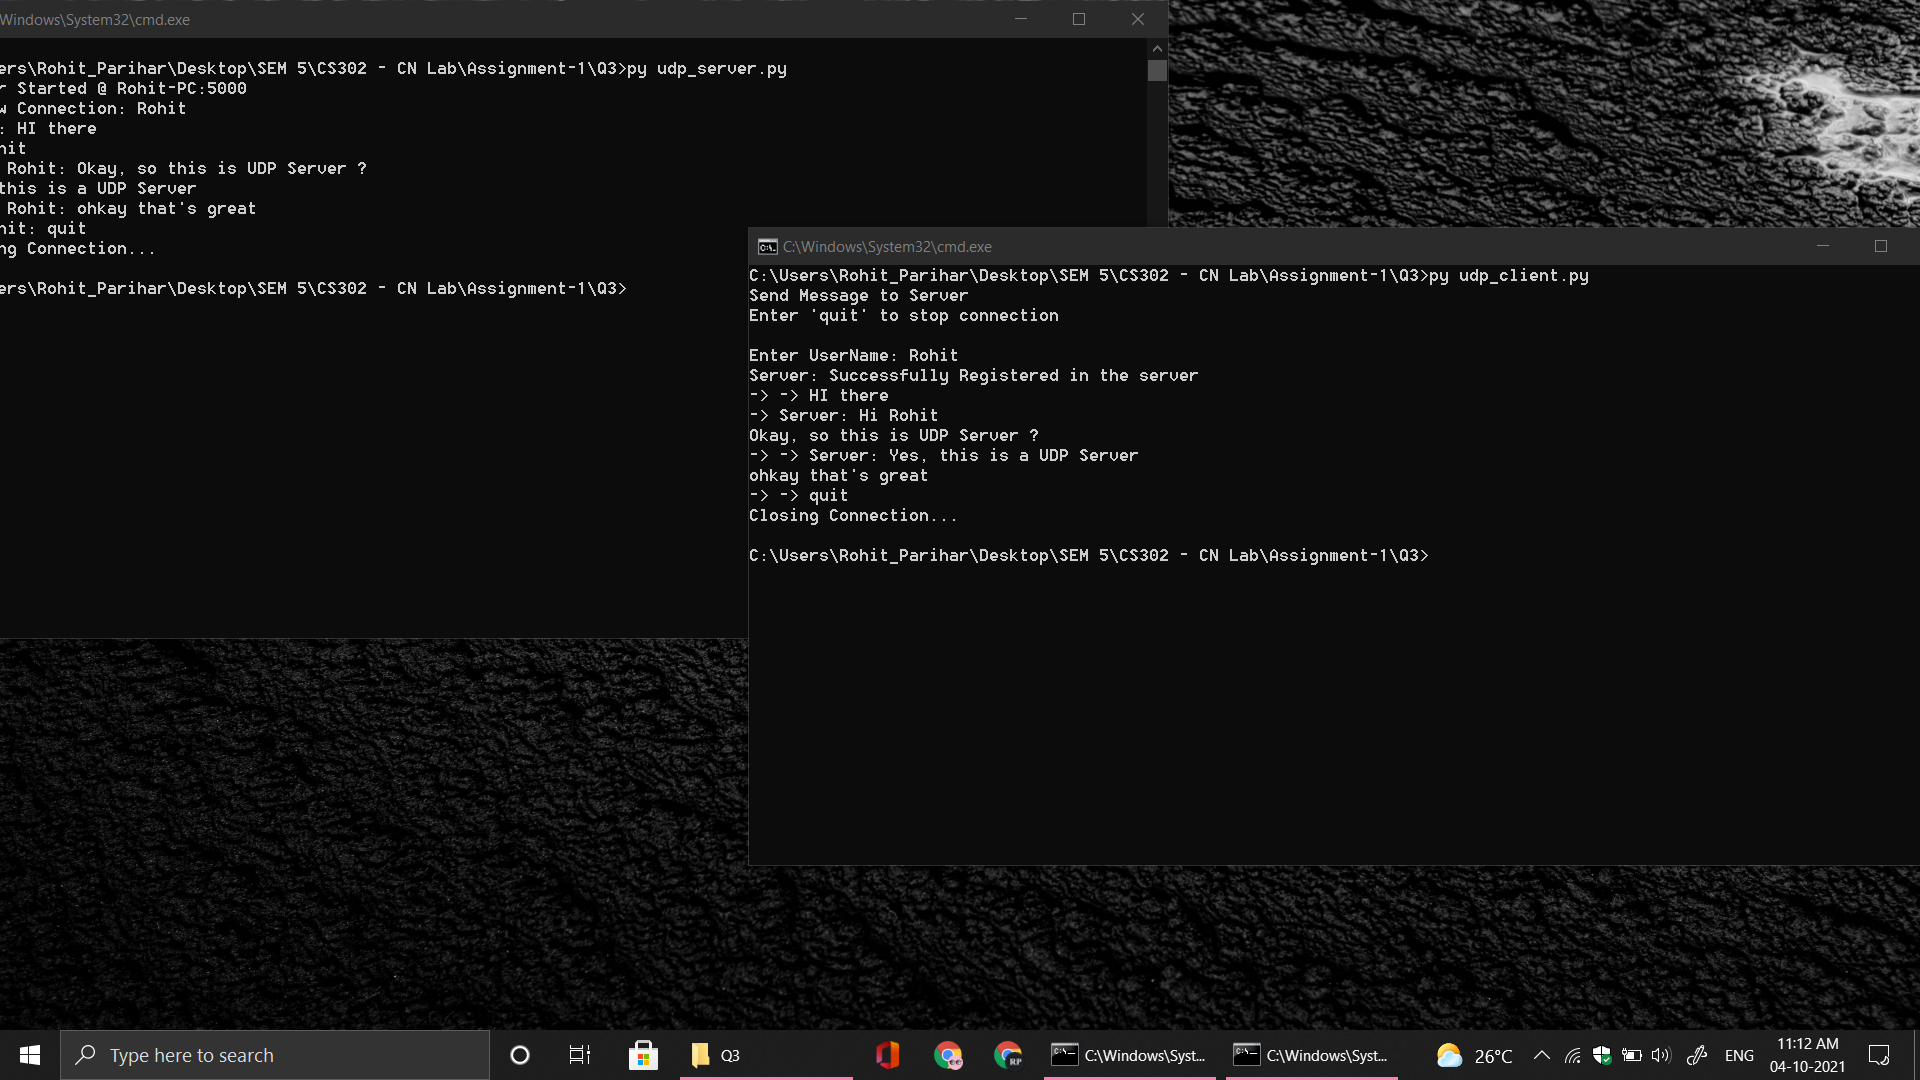 Windows\System32\cmd.exe
ers\Rohit_Parihar\Desktop\SEM 5\CS302 - CN Lab\Assignment-1\Q3>py udp_server.py
r Started @ Rohit-PC:5000
w Connection: Rohit
: HI there
hit
Rohit: Okay, so this is UDP Server ?
this is a UDP Server
Rohit: ohkay that's great
hit: quit
ng Connection...
ers\Rohit_Parihar\Desktop\SEM 5\CS302 - CN Lab\Assignment-1\Q3>
C:\Windows\System32\cmd.exe
C:\Users\Rohit_Parihar\Desktop\SEM 5\CS302 - CN Lab\Assignment-1\Q3>py udp_client.py
Send Message to Server
Enter 'quit' to stop connection
Enter UserName: Rohit
Server: Successfully Registered in the server
-> -> HI there
-> Server: Hi Rohit
Okay, so this is UDP Server ?
-> -> Server: Yes, this is a UDP Server
ohkay that's great
-> -> quit
Closing Connection...
C:\Users\Rohit_Parihar\Desktop\SEM 5\CS302 - CN Lab\Assignment-1\Q3>
Type here to search
Q3
RP
C:\Windows\Syst...
C:\Windows\Syst...
26°C
ENG
11:12 AM
04-10-2021